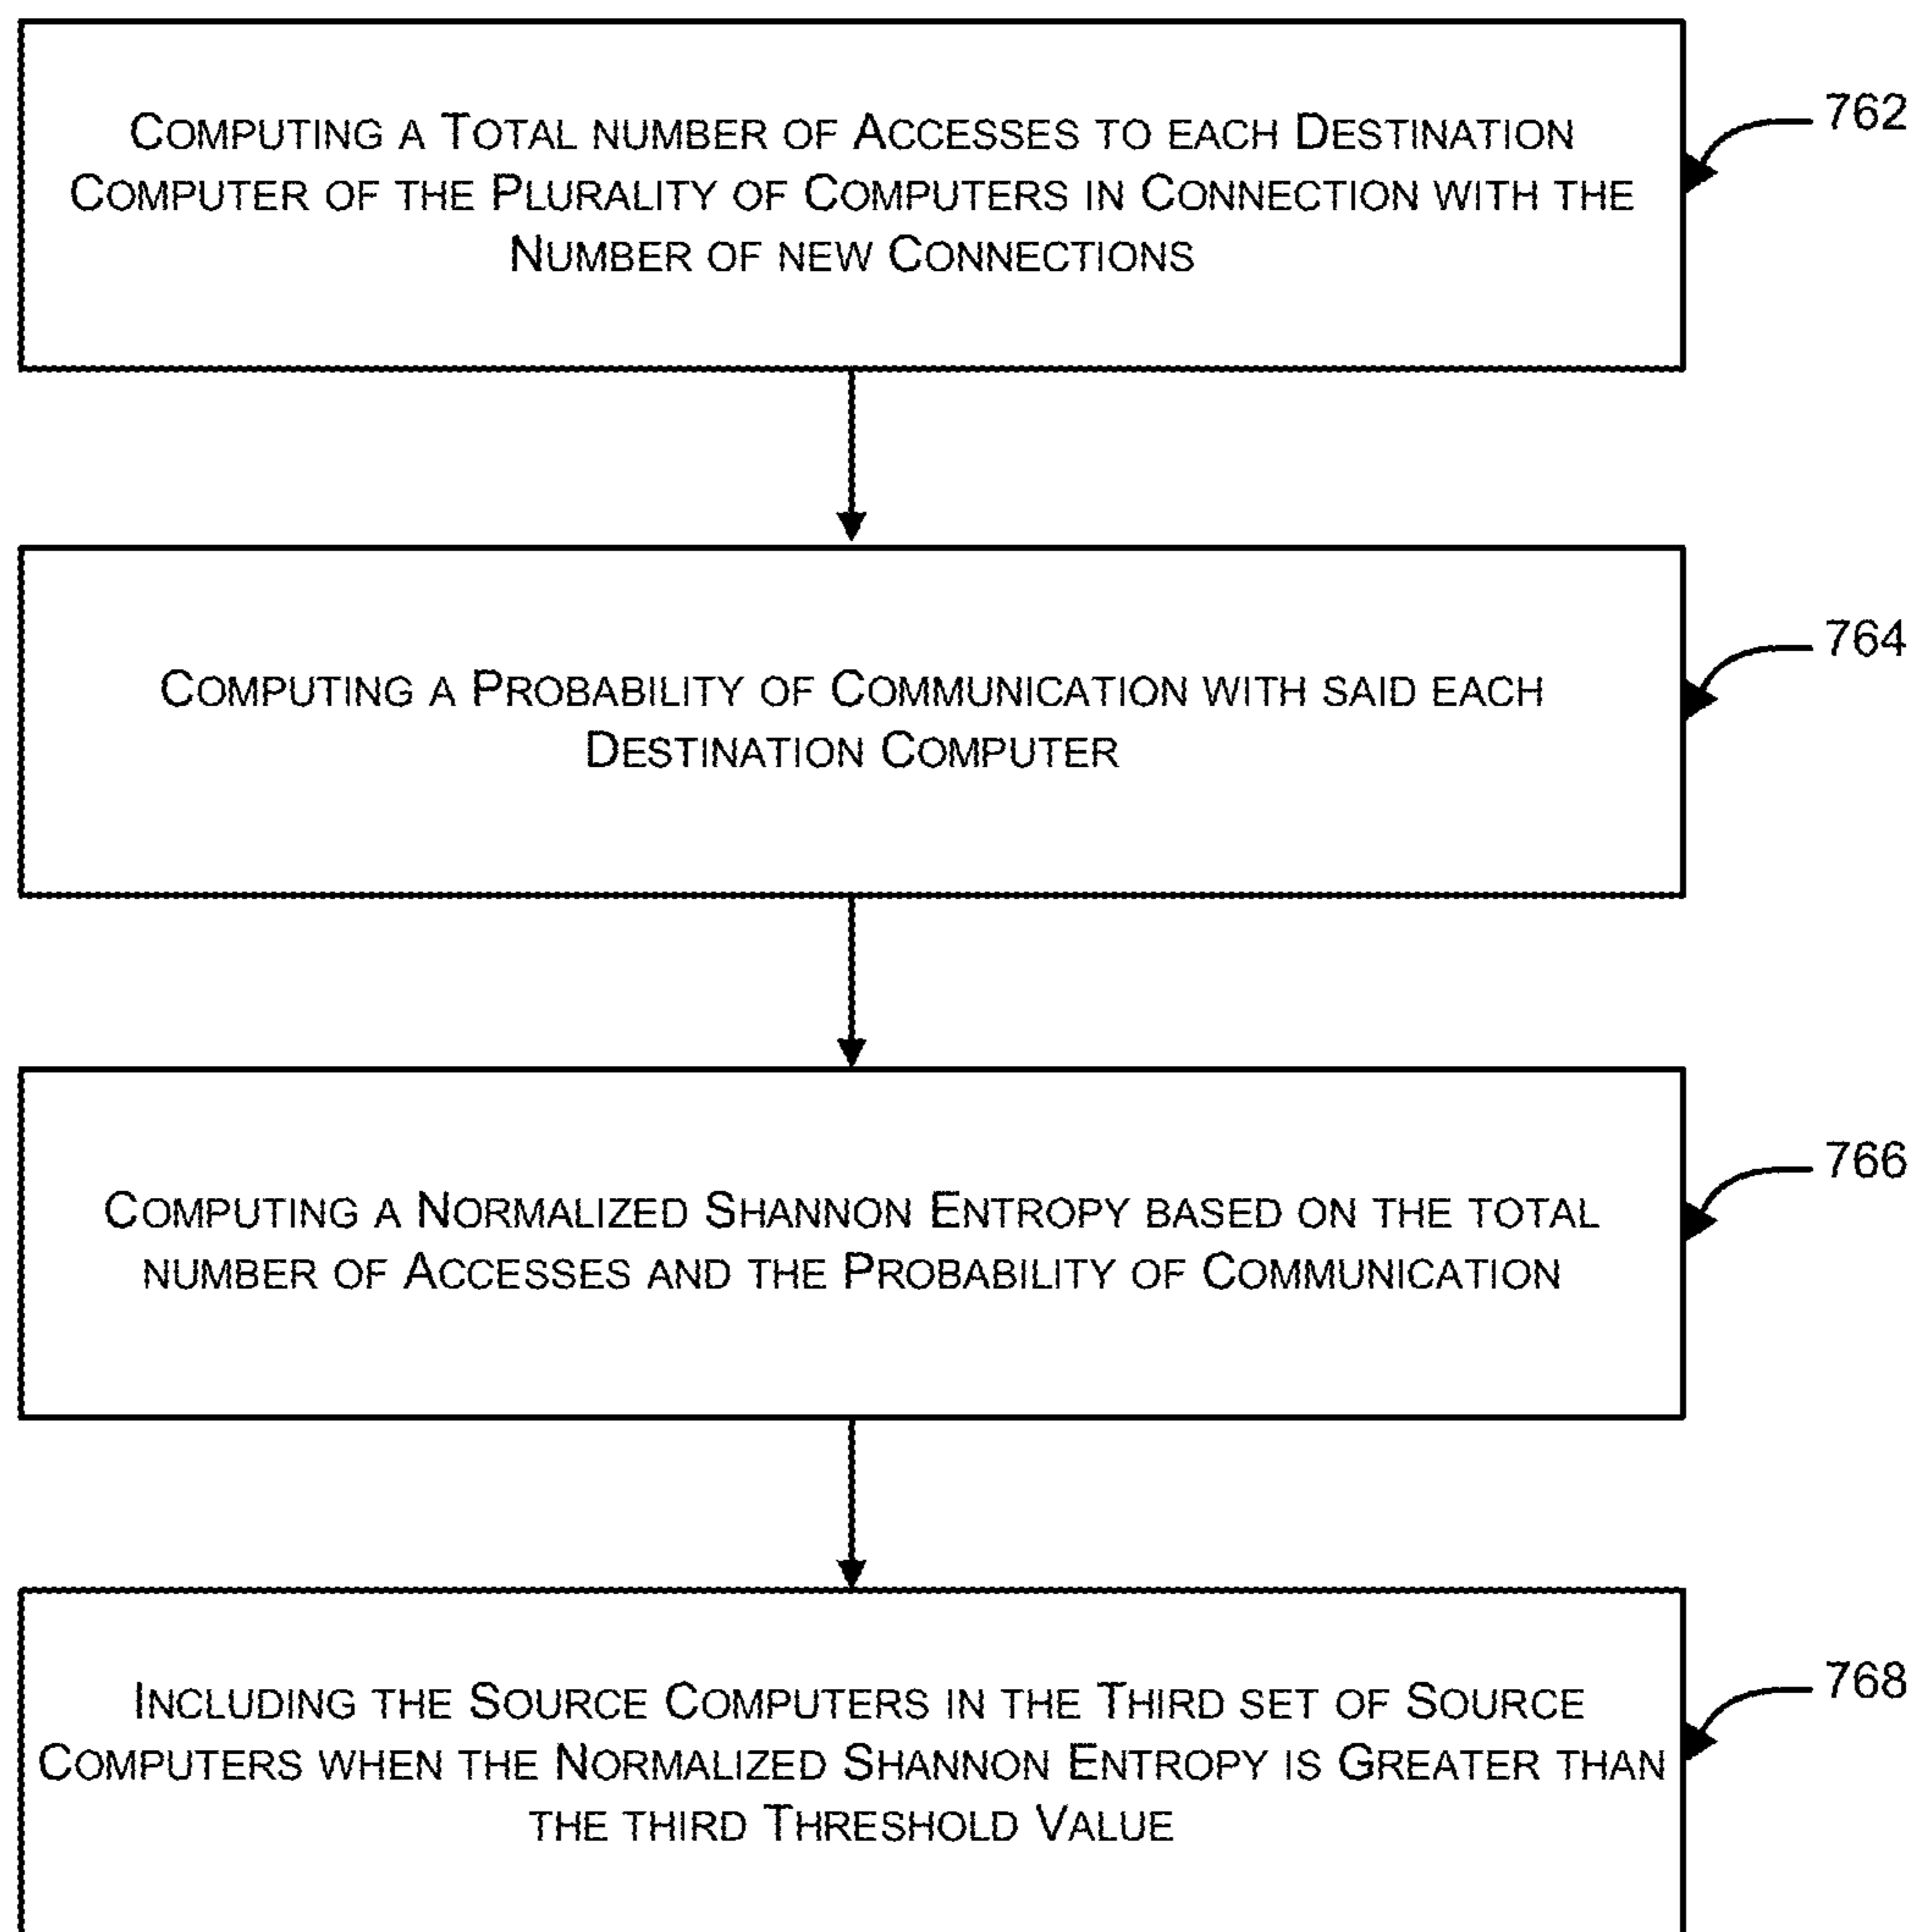 COMPUTING A TOTAL NUMBER OF ACCESSES TO EACH DESTINATION
COMPUTER OF THE PLURALITY OF COMPUTERS IN CONNECTION WITH THE
NUMBER OF NEW CONNECTIONS
762
COMPUTING A PROBABILITY OF COMMUNICATION WITH SAID EACH
DESTINATION COMPUTER
764
COMPUTING A NORMALIZED SHANNON ENTROPY BASED ON THE TOTAL
NUMBER OF ACCESSES AND THE PROBABILITY OF COMMUNICATION
766
INCLUDING THE SOURCE COMPUTERS IN THE THIRD SET OF SOURCE
COMPUTERS WHEN THE NORMALIZED SHANNON ENTROPY IS GREATER THAN
THE THIRD THRESHOLD VALUE
768